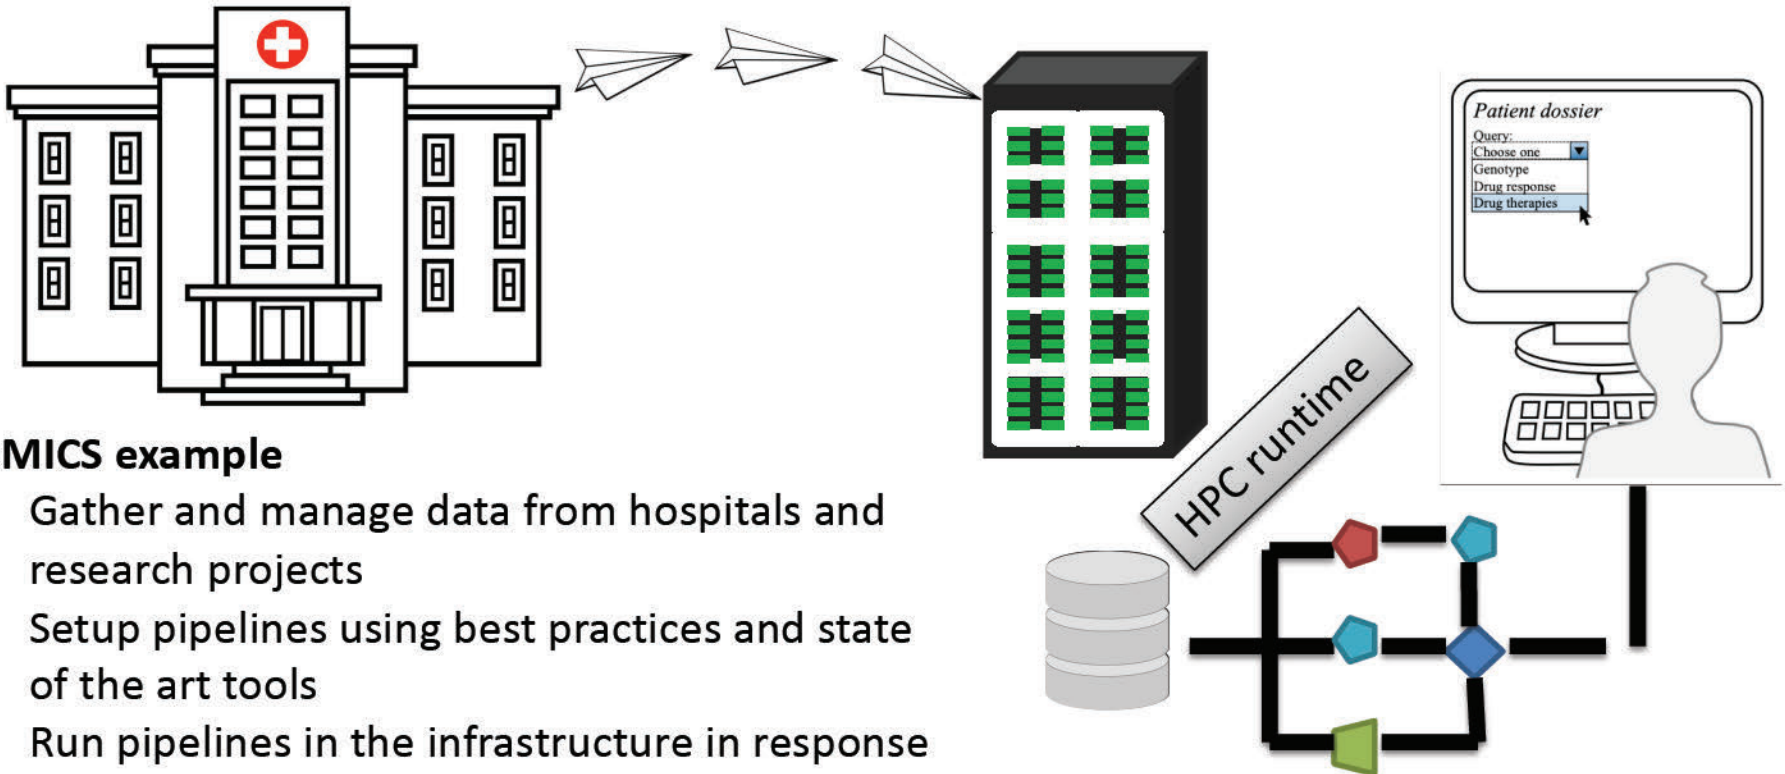 Patient dossier
Query:
Choose one
Genotype
Drug response
Drug therapies
HPC runtime
MICS example
Gather and manage data from hospitals and
research projects
Setup pipelines using best practices and state
of the art tools
Run pipelines in the infrastructure in response